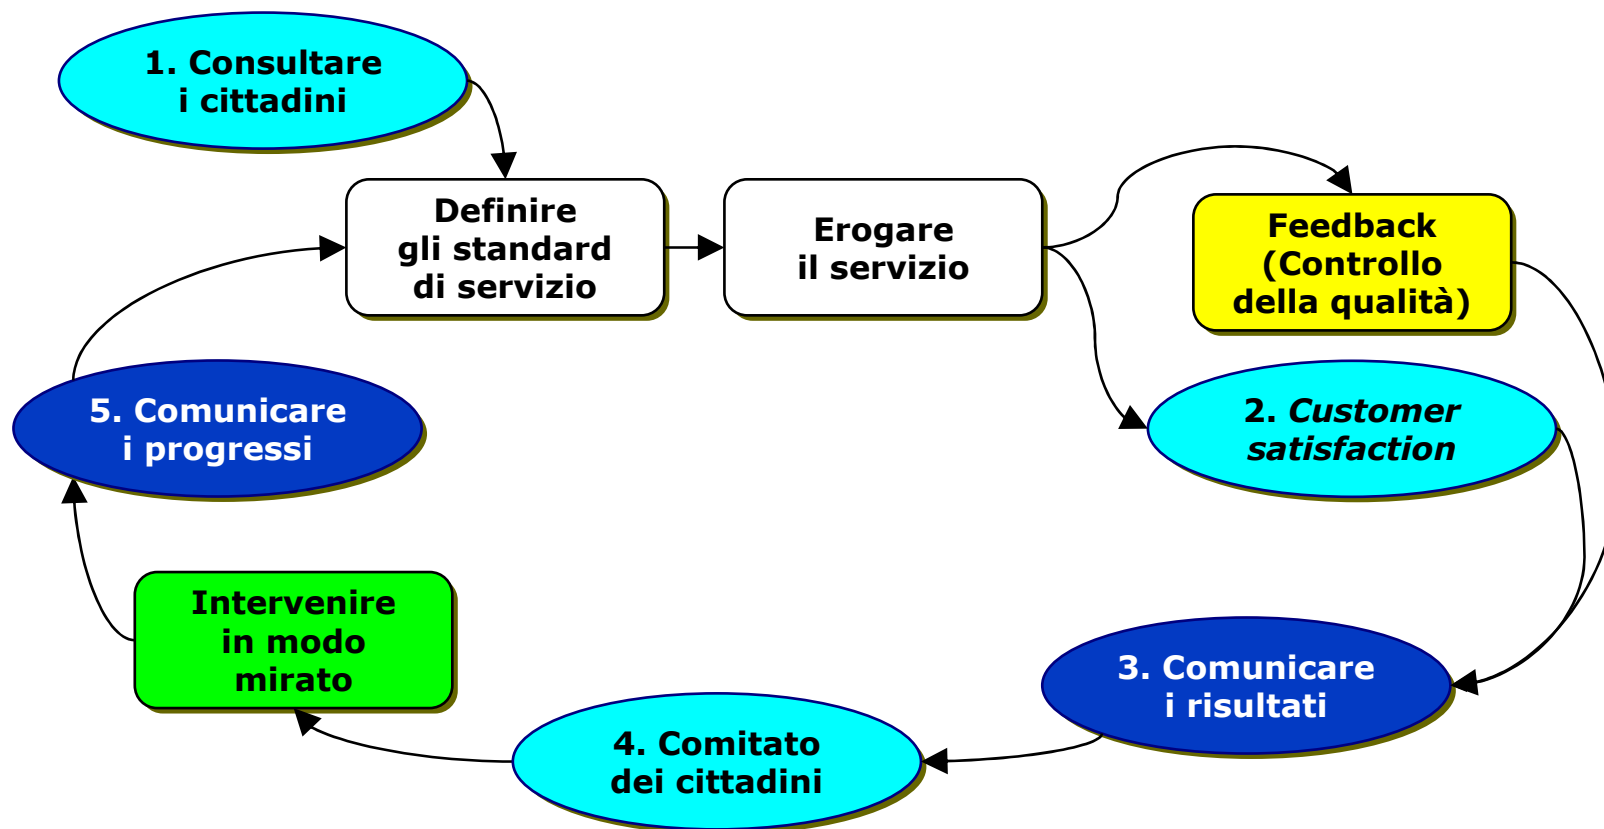 1. Consultare
i cittadini
Definire
gli standard
di servizio
Erogare
il servizio
Feedback
(Controllo
della qualità)
2. Customer
satisfaction
3. Comunicare
i risultati
4. Comitato
dei cittadini
Intervenire
in modo
mirato
5. Comunicare
i progressi